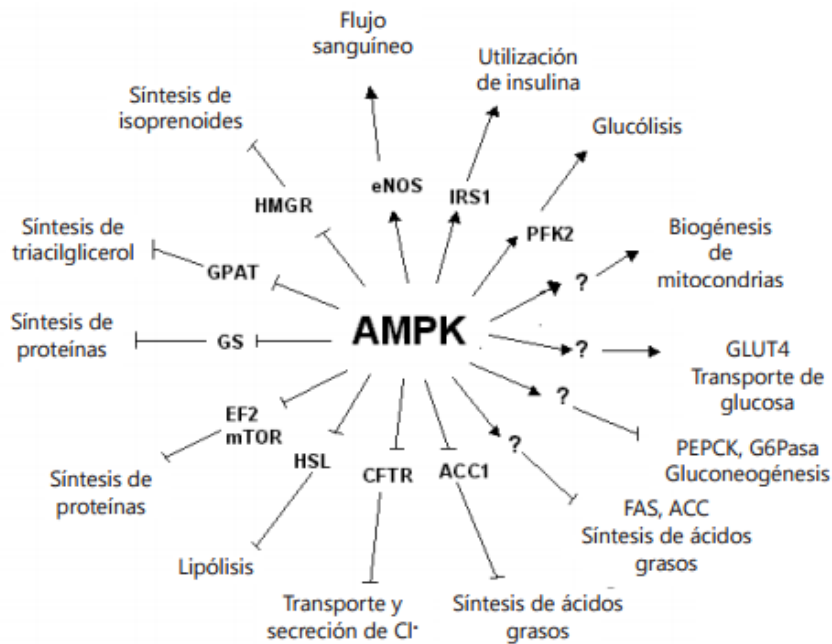 Flujo
sanguíneo
Utilización
de insulina
Síntesis de
isoprenoides
Glucólisis
eNOS
IRS1
HMGR
PFK2
Síntesis de
triacilglicerol
GPAT
Biogénesis
de
mitocondrias
?
Síntesis de
proteínas
GS
AMPK
?
GLUT4
Transporte de
glucosa
?
EF2
mTOR
HSL
CFTR
ACC1
?
PEPCK, G6Pasa
Gluconeogénesis
Síntesis de
proteínas
Lipólisis
FAS, ACC
Síntesis de ácidos
grasos
Transporte y
secreción de Cl-
Síntesis de ácidos
grasos